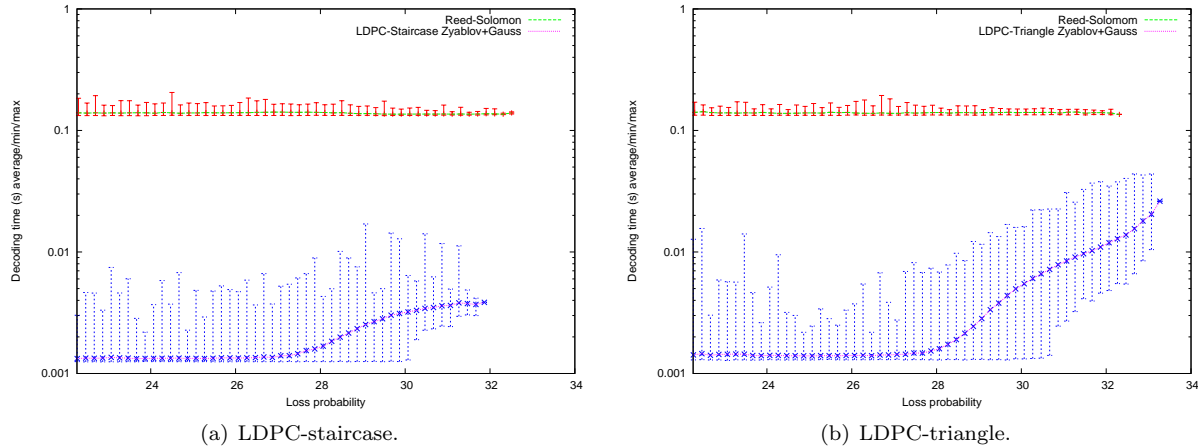 Reed-Solomon
LDPC-Staircase Zyablov+Gauss
Decoding time (s) average/min/max
1
0.1
0.01
0.001
24
26
28
30
32
34
Loss probability
(a) LDPC-staircase.
Reed-Solomom
LDPC-Triangle Zyablov+Gauss
Decoding time (s) average/min/max
1
0.1
0.01
0.001
24
26
28
30
32
34
Loss probability
(b) LDPC-triangle.